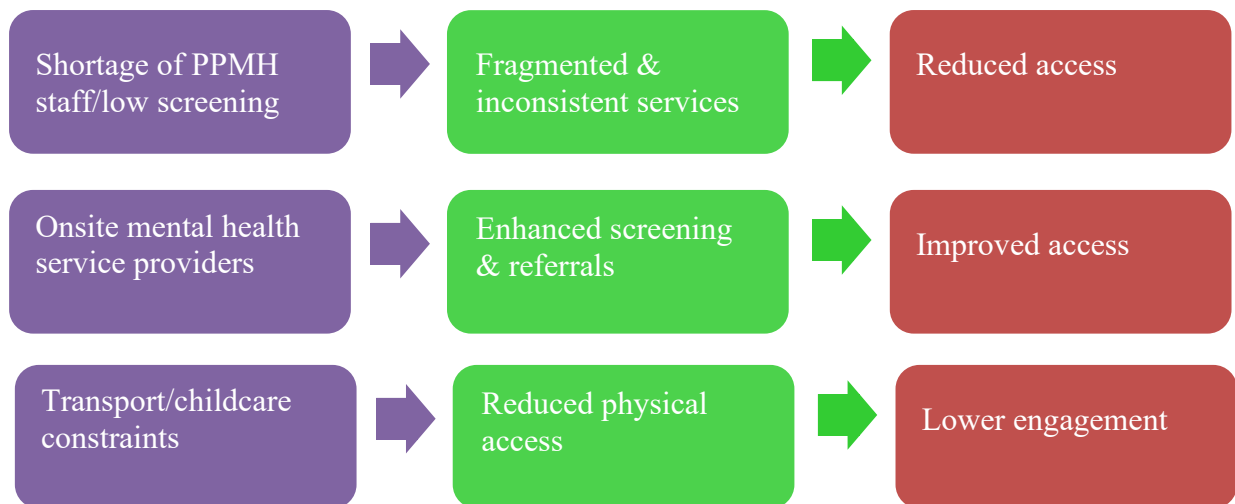 Shortage of PPMH
staff/low screening
Fragmented &
inconsistent services
Reduced access
Onsite mental health
service providers
Enhanced screening
& referrals
Improved access
Transport/childcare
constraints
Reduced physical
access
Lower engagement